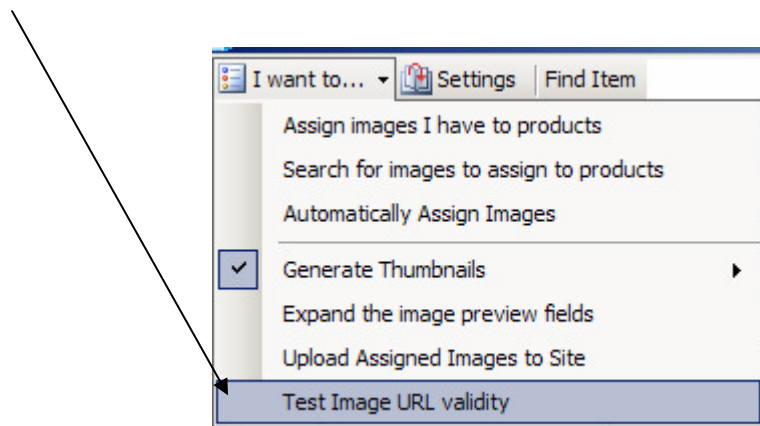 I want to... Settings Find Item
Assign images I have to products
Search for images to assign to products
Automatically Assign Images
Generate Thumbnails
Expand the image preview fields
Upload Assigned Images to Site
Test Image URL validity